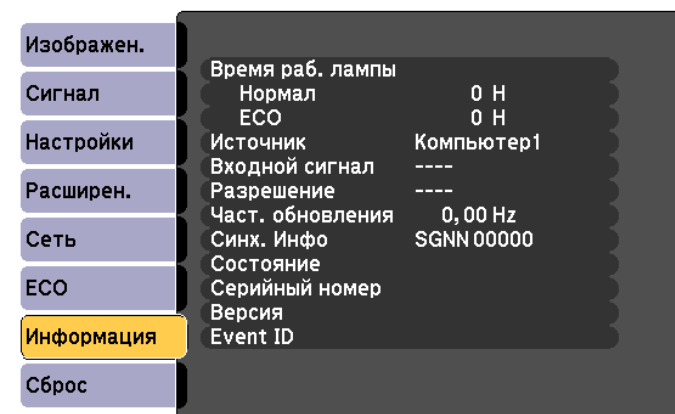 Изображен.
Сигнал
Настройки
Расширен.
Сеть
ECO
Информация
Сброс
Время раб. лампы
Нормал 0 H
ECO 0 H
Источник Компьютер1
Входной сигнал ----
Разрешение ----
Част. обновления 0,00 Hz
Синх. Инфо SGNN 00000
Состояние
Серийный номер
Версия
Event ID